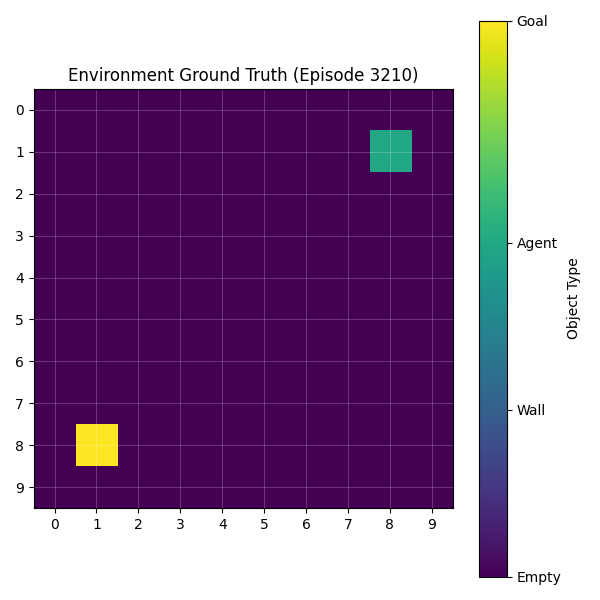 Environment Ground Truth (Episode 3210)
0
1
2
3
4
5
6
7
8
9
0 1 2 3 4 5 6 7 8 9
Goal
Agent
Wall
Empty
Object Type